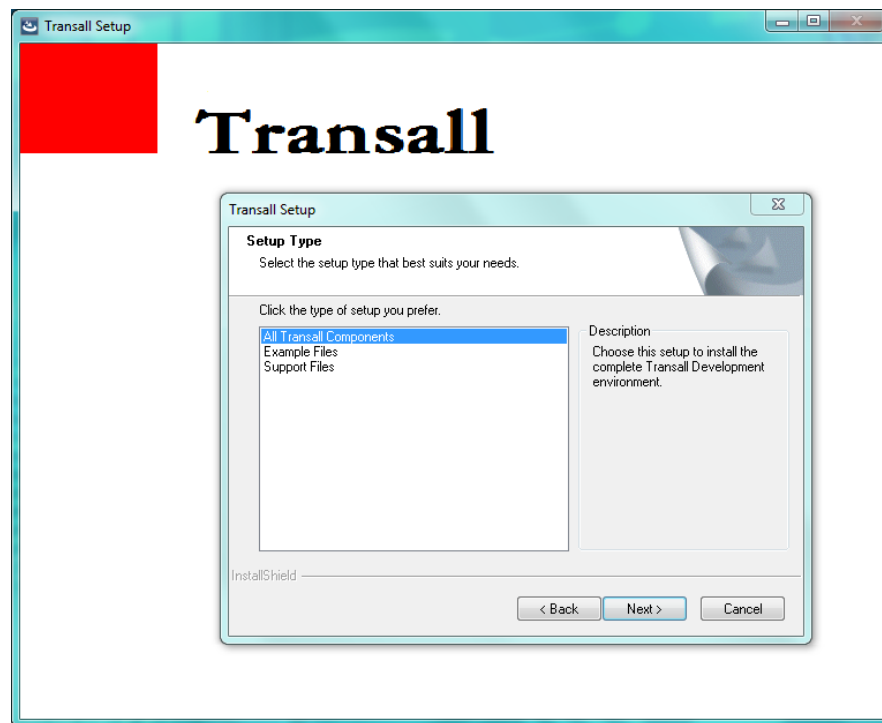 Transall Setup
Transall
Transall Setup
Setup Type
Select the setup type that best suits your needs.
Click the type of setup you prefer.
All Transall Components
Example Files
Support Files
Description
Choose this setup to install the
complete Transall Development
environment.
InstallShield
< Back
Next >
Cancel